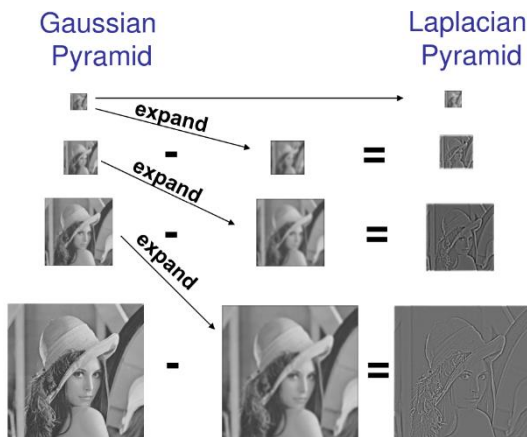 Gaussian
Pyramid
Laplacian
Pyramid
expand
- =
expand
- =
expand
- =